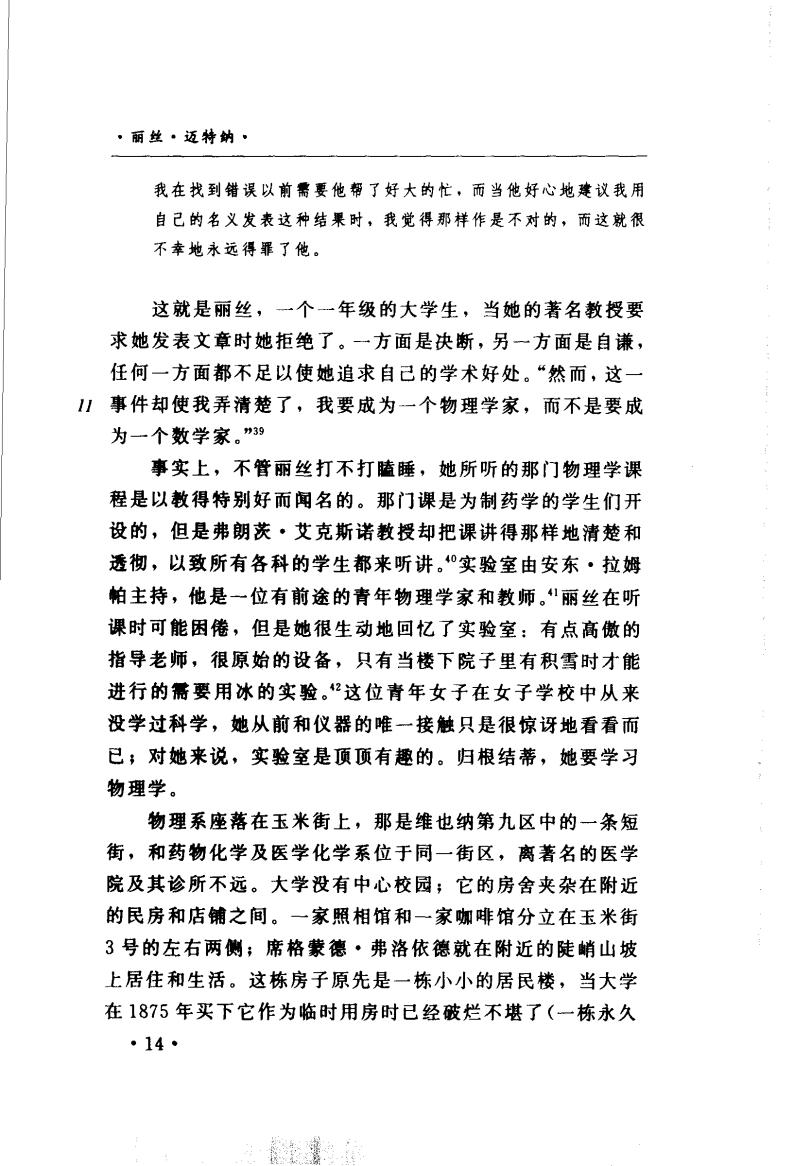 ·丽丝·迈特纳·
我在找到错误以前需要他帮了好大的忙，而当他好心地建议我用
自己的名义发表这种结果时，我觉得那样作是不对的，而这就很
不幸地永远得罪了他。
这就是丽丝，一个一年级的大学生，当她的著名教授要
求她发表文章时她拒绝了。一方面是决断，另一方面是自谦，
任何一方面都不足以使她追求自己的学术好处。“然而，这一
11 事件却使我弄清楚了，我要成为一个物理学家，而不是要成
为一个数学家。”39
事实上，不管丽丝打不打瞌睡，她所听的那门物理学课
程是以教得特别好而闻名的。那门课是为制药学的学生们开
设的，但是弗朗茨·艾克斯诺教授却把课讲得那样地清楚和
透彻，以致所有各科的学生都来听讲。40实验室由安东·拉姆
帕主持，他是一位有前途的青年物理学家和教师。41丽丝在听
课时可能困倦，但是她很生动地回忆了实验室：有点高傲的
指导老师，很原始的设备，只有当楼下院子里有积雪时才能
进行的需要用冰的实验。42这位青年女子在女子学校中从来
没学过科学，她从前和仪器的唯一接触只是很惊讶地看看而
已；对她来说，实验室是顶顶有趣的。归根结蒂，她要学习
物理学。
物理系座落在玉米街上，那是维也纳第九区中的一条短
街，和药物化学及医学化学系位于同一街区，离著名的医学
院及其诊所不远。大学没有中心校园；它的房舍夹杂在附近
的民房和店铺之间。一家照相馆和一家咖啡馆分立在玉米街
3 号的左右两侧；席格蒙德·弗洛依德就在附近的陡峭山坡
上居住和生活。这栋房子原先是一栋小小的居民楼，当大学
在 1875 年买下它作为临时用房时已经破烂不堪了(一栋永久
·14·